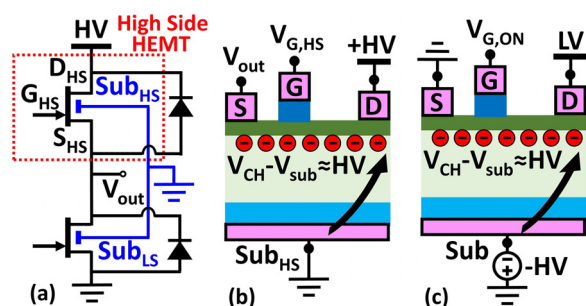 HV
High Side
HEMT
D_HS
Sub_HS
G_HS
S_HS
V_out
Sub_LS
(a)
V_G,HS
+HV
V_out
G
S
D
V_CH-V_sub≈HV
Sub_HS
(b)
V_G,ON
LV
G
S
D
V_CH-V_sub≈HV
Sub
-HV
(c)